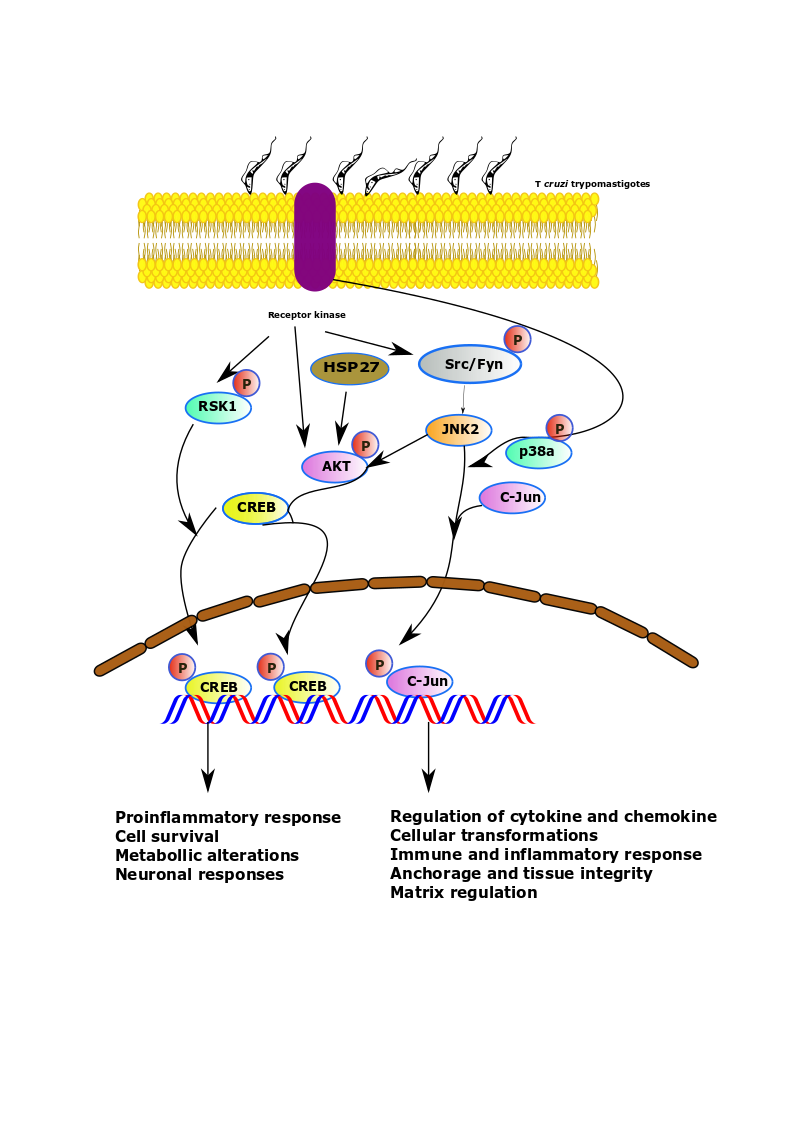 T cruzi trypomastigotes
Receptor kinase
P
Src/Fyn
HSP27
P
RSK1
P
JNK2
P
p38a
AKT
C-Jun
CREB
P
CREB
P
CREB
P
C-Jun
Proinflammatory response
Cell survival
Metabollic alterations
Neuronal responses
Regulation of cytokine and chemokine
Cellular transformations
Immune and inflammatory response
Anchorage and tissue integrity
Matrix regulation